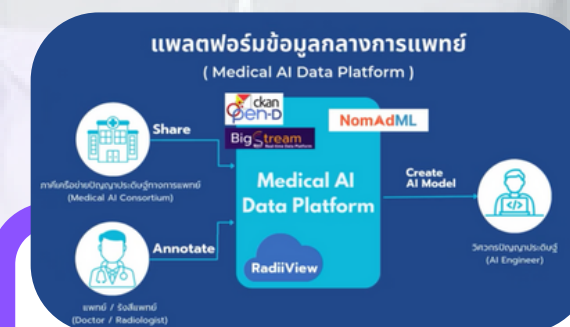 แพลตฟอร์มข้อมูลกลางการแพทย์
( Medical AI Data Platform )
ckan
Open-D
BigStream
Real-time Data Platform
NomAdML
Share
ภาคีเครือข่ายปัญญาประดิษฐ์ทางการแพทย์
(Medical AI Consortium)
Medical AI
Data Platform
Create
AI Model
วิศวกรปัญญาประดิษฐ์
(AI Engineer)
Annotate
RadiiView
แพทย์ / รังสีแพทย์
(Doctor / Radiologist)